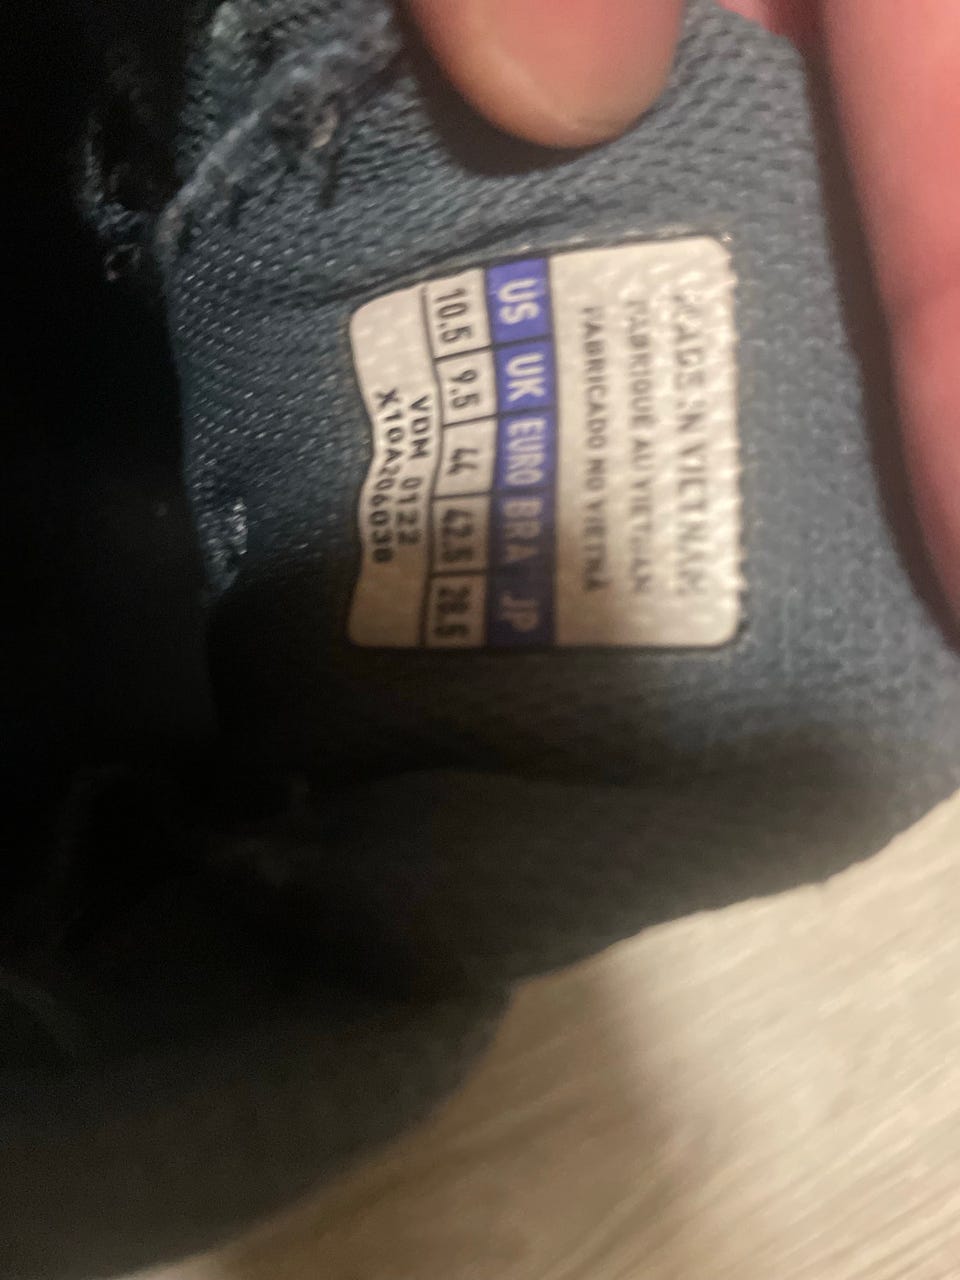 MADE IN VIETNAM
FABRIQUE AU VIETNAM
FABRICADO NO VIETNÃ
US UK EURO BRA JP
10.5 9.5 44 42.5 28.5
VDM 0122
X10A206038